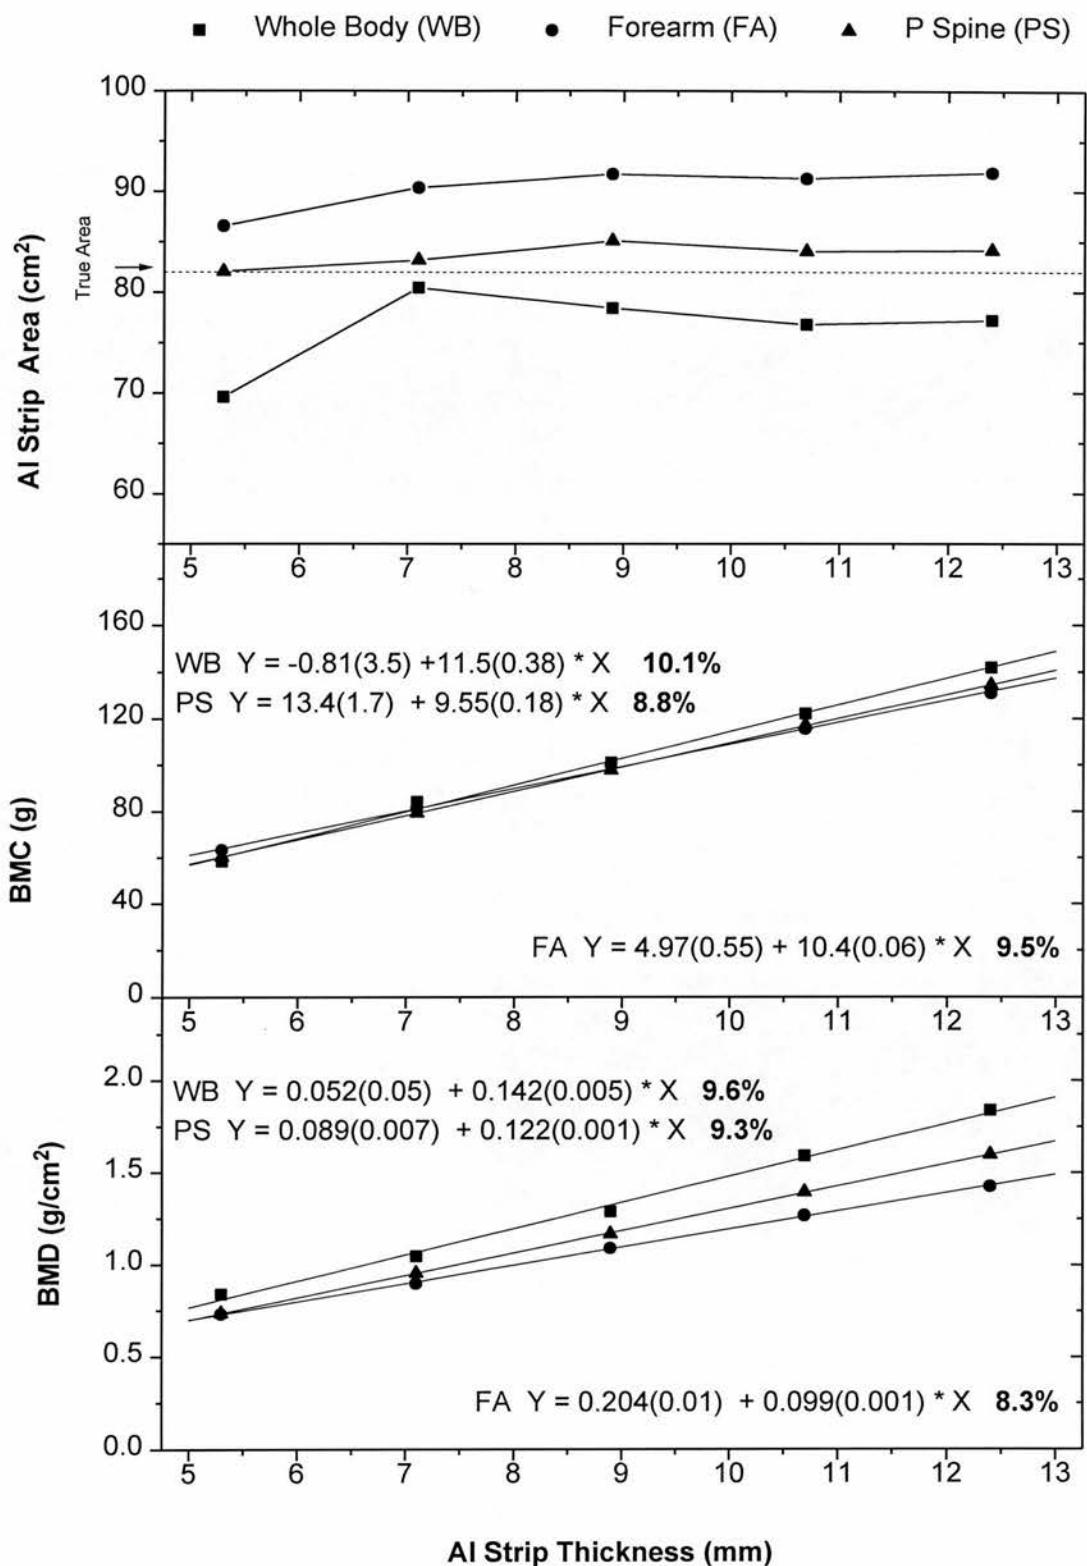 Whole Body (WB) Forearm (FA) P Spine (PS)
100
90
80
70
60
True Area
Al Strip Area (cm²)
5 6 7 8 9 10 11 12 13
160
120
80
40
0
BMC (g)
WB Y = -0.81(3.5) +11.5(0.38) * X 10.1%
PS Y = 13.4(1.7) + 9.55(0.18) * X 8.8%
FA Y = 4.97(0.55) + 10.4(0.06) * X 9.5%
5 6 7 8 9 10 11 12 13
2.0
1.5
1.0
0.5
0.0
BMD (g/cm²)
WB Y = 0.052(0.05) + 0.142(0.005) * X 9.6%
PS Y = 0.089(0.007) + 0.122(0.001) * X 9.3%
FA Y = 0.204(0.01) + 0.099(0.001) * X 8.3%
5 6 7 8 9 10 11 12 13
Al Strip Thickness (mm)